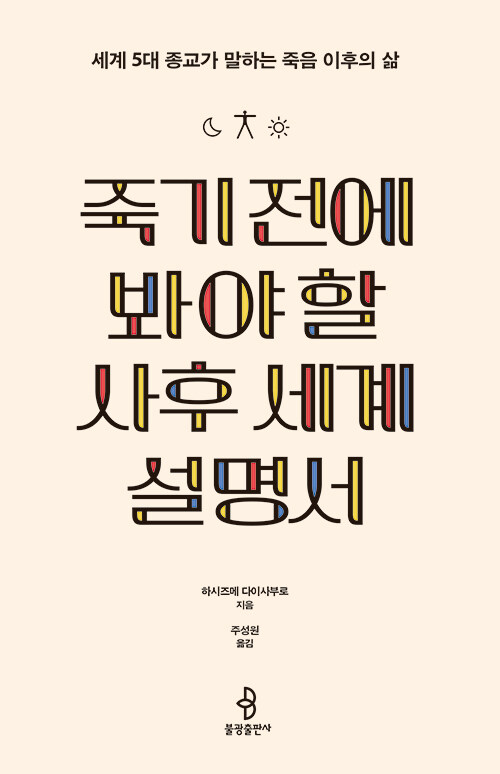 세계 5대 종교가 말하는 죽음 이후의 삶
죽기 전에
봐야 할
사후 세계
설명서
하시즈메 다이사부로
지음
주성원
옮김
불광출판사